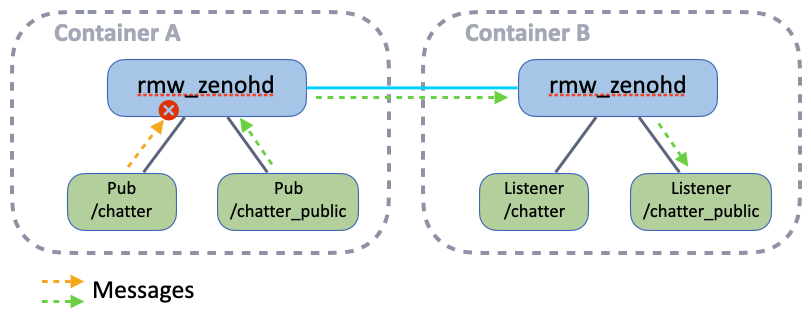 Container A
Container B
rmw_zenohd
rmw_zenohd
Pub
/chatter
Pub
/chatter_public
Listener
/chatter
Listener
/chatter_public
Messages